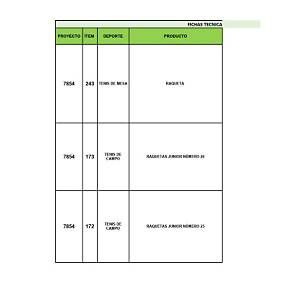 FICHAS TECNICA
PROYECTO ITEM DEPORTE PRODUCTO
7854 243 TENIS DE MESA RAQUETA
7854 173 TENIS DE CAMPO RAQUETAS JUNIOR NÚMERO 26
7854 172 TENIS DE CAMPO RAQUETAS JUNIOR NÚMERO 25